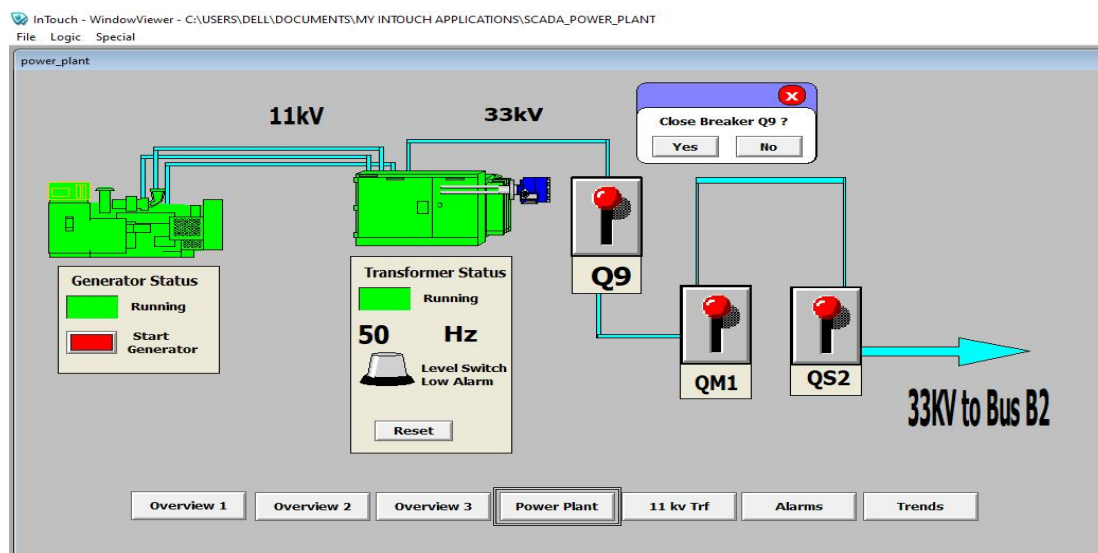 InTouch - WindowViewer - C:\USERS\DELL\DOCUMENTS\MY INTOUCH APPLICATIONS\SCADA_POWER_PLANT
File Logic Special
power_plant
11kV
33kV
Close Breaker Q9 ?
Yes No
Q9
Generator Status
Running
Start
Generator
Transformer Status
Running
50 Hz
Level Switch
Low Alarm
Reset
QM1
QS2
33KV to Bus B2
Overview 1 Overview 2 Overview 3 Power Plant 11 kv Trf Alarms Trends